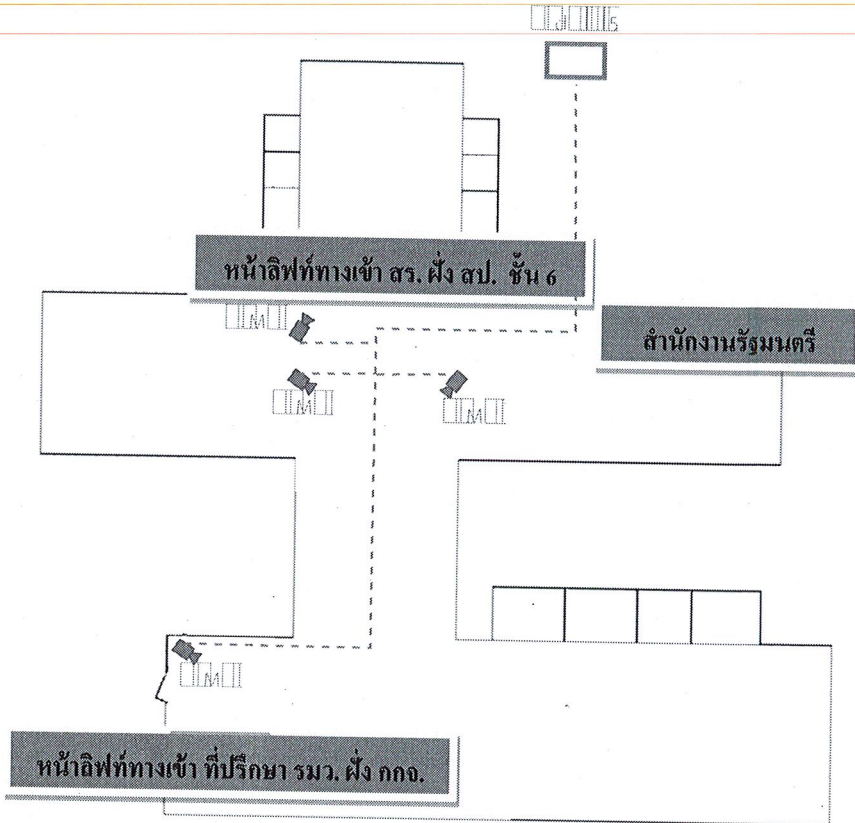 หน้าลิฟท์ทางเข้า สร. ฝั่ง สป. ชั้น 6
สำนักงานรัฐมนตรี
หน้าลิฟท์ทางเข้า ที่ปรึกษา รมว. ฝั่ง กกจ.